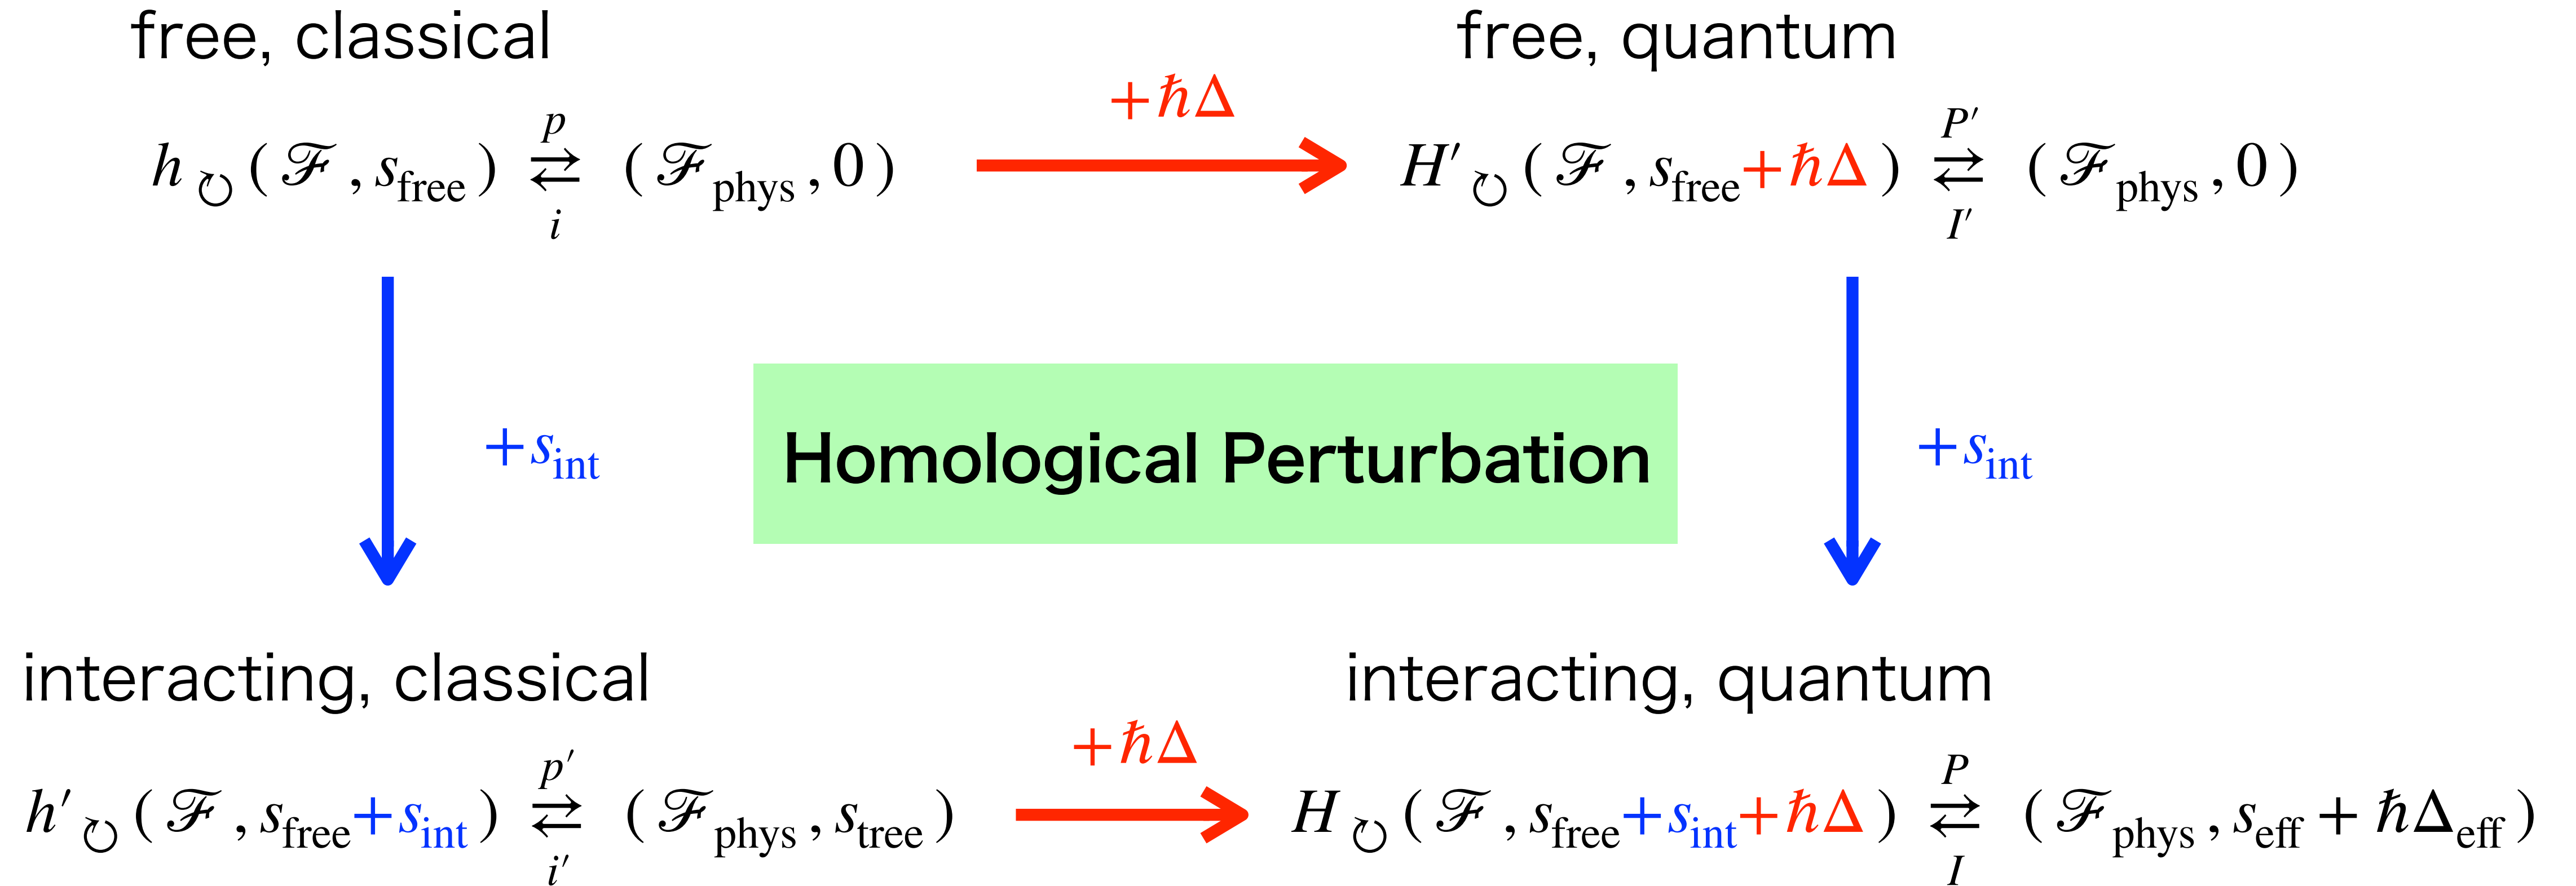 free, classical
free, quantum
+ħΔ
h ↻ (ℱ, s_free) p ⇄ i (ℱ_phys, 0)
H′ ↻ (ℱ, s_free+ħΔ) P′ ⇄ I′ (ℱ_phys, 0)
+s_int
Homological Perturbation
+s_int
interacting, classical
interacting, quantum
+ħΔ
h′ ↻ (ℱ, s_free+s_int) p′ ⇄ i′ (ℱ_phys, s_tree)
H ↻ (ℱ, s_free+s_int+ħΔ) P ⇄ I (ℱ_phys, s_eff + ħΔ_eff)